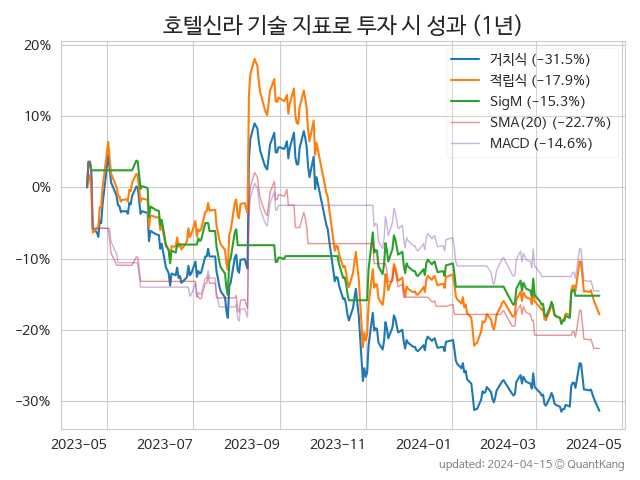 호텔신라 기술 지표로 투자 시 성과 (1년)
20%
10%
0%
−10%
−20%
−30%
거치식 (−31.5%)
적립식 (−17.9%)
SigM (−15.3%)
SMA(20) (−22.7%)
MACD (−14.6%)
2023-05 2023-07 2023-09 2023-11 2024-01 2024-03 2024-05
updated: 2024-04-15 © QuantKang